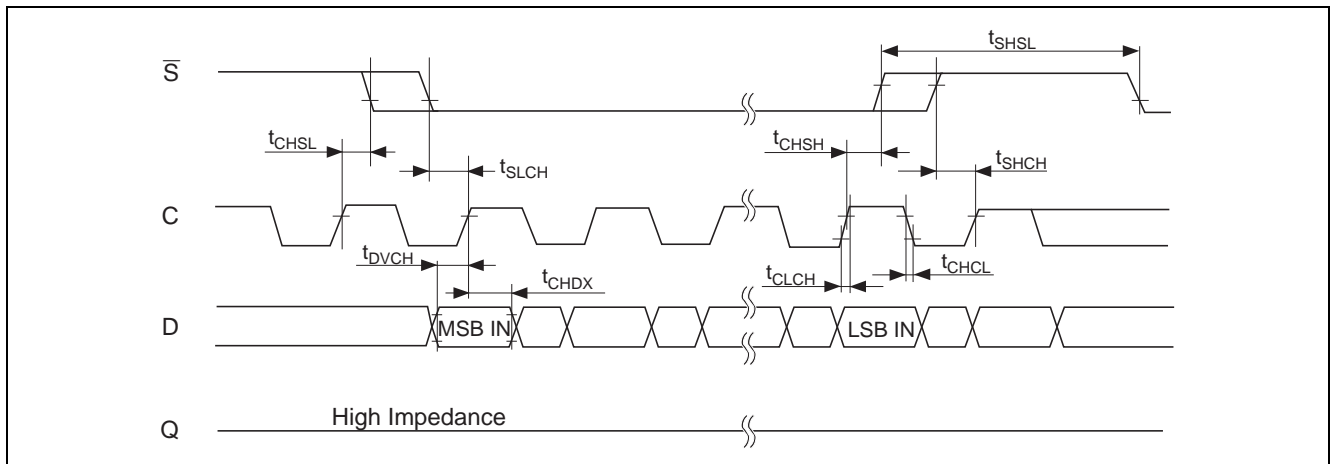 S̅
tSHSL
tCHSL
tSLCH
tCHSH
tSHCH
C
tDVCH
tCHDX
tCLCH
tCHCL
D
MSB IN
LSB IN
Q
High Impedance